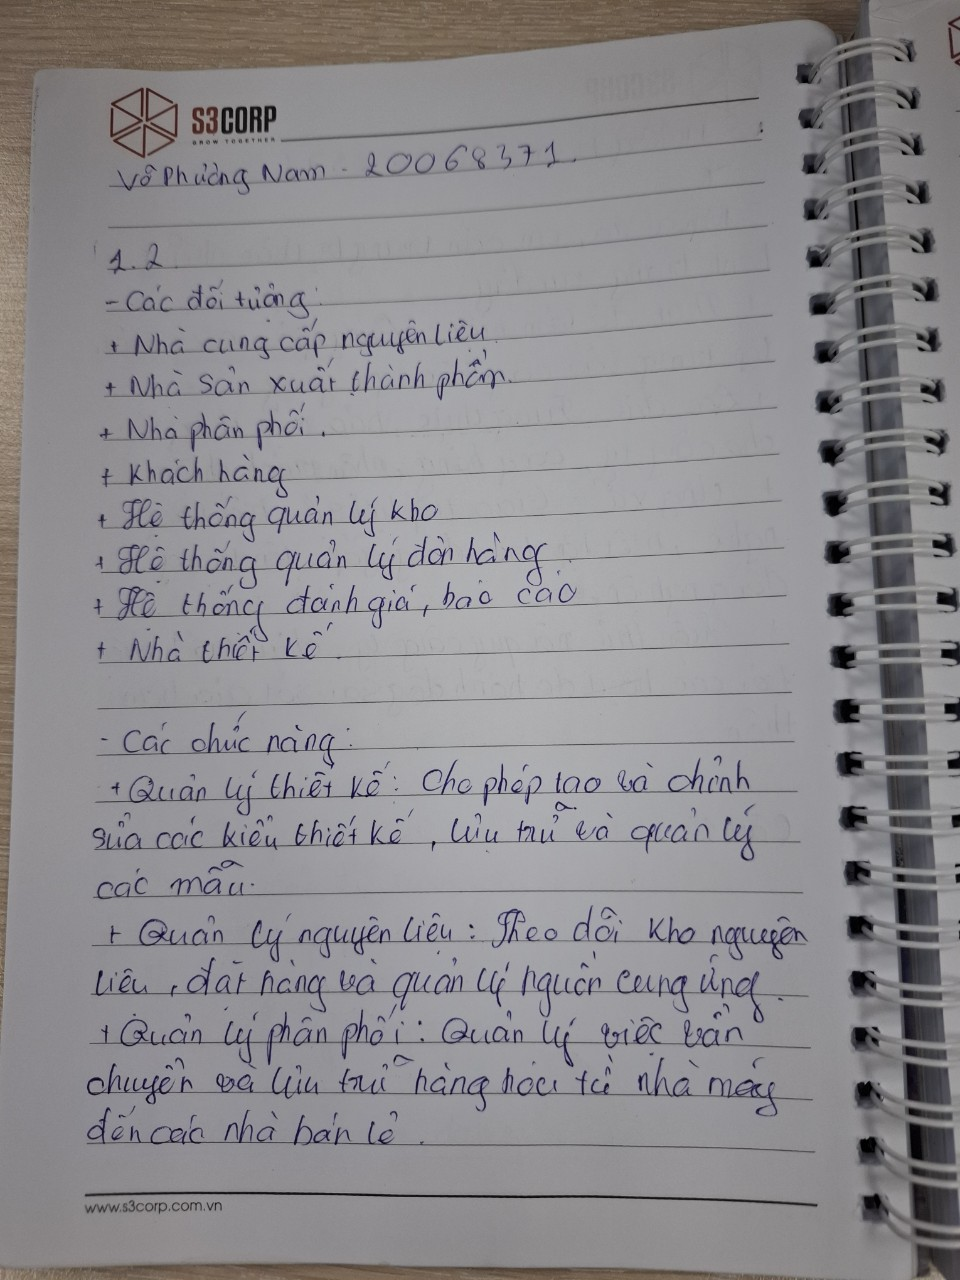 S3CORP
GROW TOGETHER
Võ Phường Nam - 20068371.
1.2
- Các đối tượng:
+ Nhà cung cấp nguyên liệu.
+ Nhà sản xuất thành phẩm.
+ Nhà phân phối.
+ Khách hàng
+ Hệ thống quản lý kho
+ Hệ thống quản lý đơn hàng
+ Hệ thống đánh giá, báo cáo
+ Nhà thiết kế
- Các chức năng:
+ Quản lý thiết kế: Cho phép tạo và chỉnh
sửa các kiểu thiết kế, lưu trữ và quản lý
các mẫu.
+ Quản lý nguyên liệu: Theo dõi kho nguyên
liệu, đặt hàng và quản lý nguồn cung ứng.
+ Quản lý phân phối: Quản lý việc vận
chuyển và lưu trữ hàng hóa từ nhà máy
đến các nhà bán lẻ.
www.s3corp.com.vn